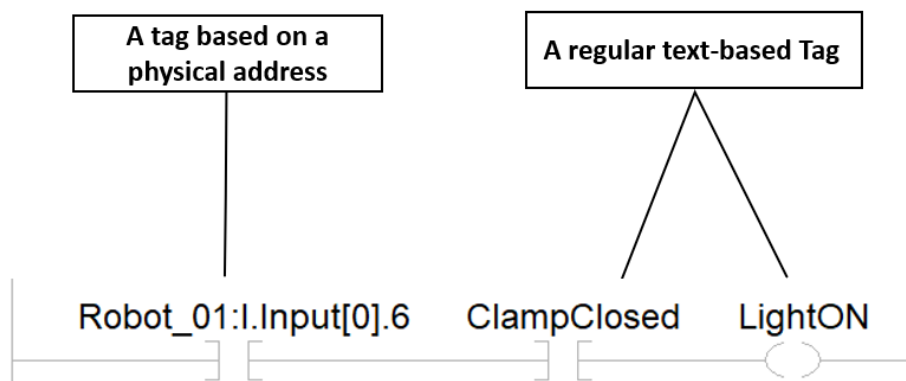 A tag based on a
physical address
A regular text-based Tag
Robot_01:I.Input[0].6 ClampClosed LightON